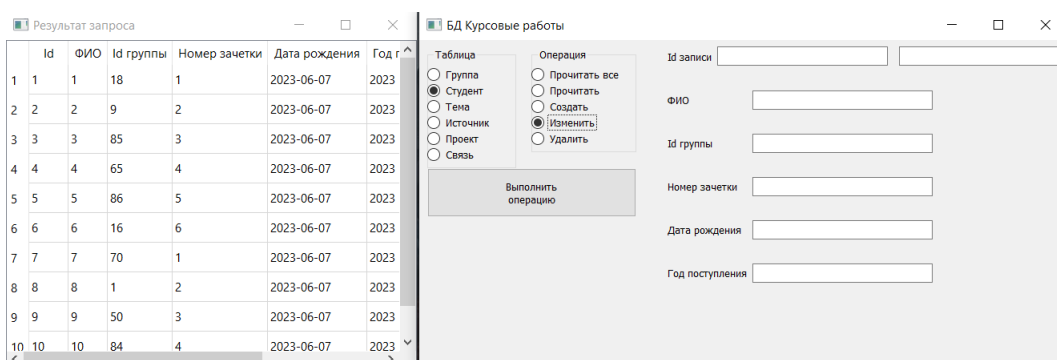 Результат запроса
Id ФИО Id группы Номер зачетки Дата рождения Год г
1 1 1 18 1 2023-06-07 2023
2 2 2 9 2 2023-06-07 2023
3 3 3 85 3 2023-06-07 2023
4 4 4 65 4 2023-06-07 2023
5 5 5 86 5 2023-06-07 2023
6 6 6 16 6 2023-06-07 2023
7 7 7 70 1 2023-06-07 2023
8 8 8 1 2 2023-06-07 2023
9 9 9 50 3 2023-06-07 2023
10 10 10 84 4 2023-06-07 2023
БД Курсовые работы
Таблица
Группа
Студент
Тема
Источник
Проект
Связь
Операция
Прочитать все
Прочитать
Создать
Изменить
Удалить
Выполнить
операцию
Id записи
ФИО
Id группы
Номер зачетки
Дата рождения
Год поступления